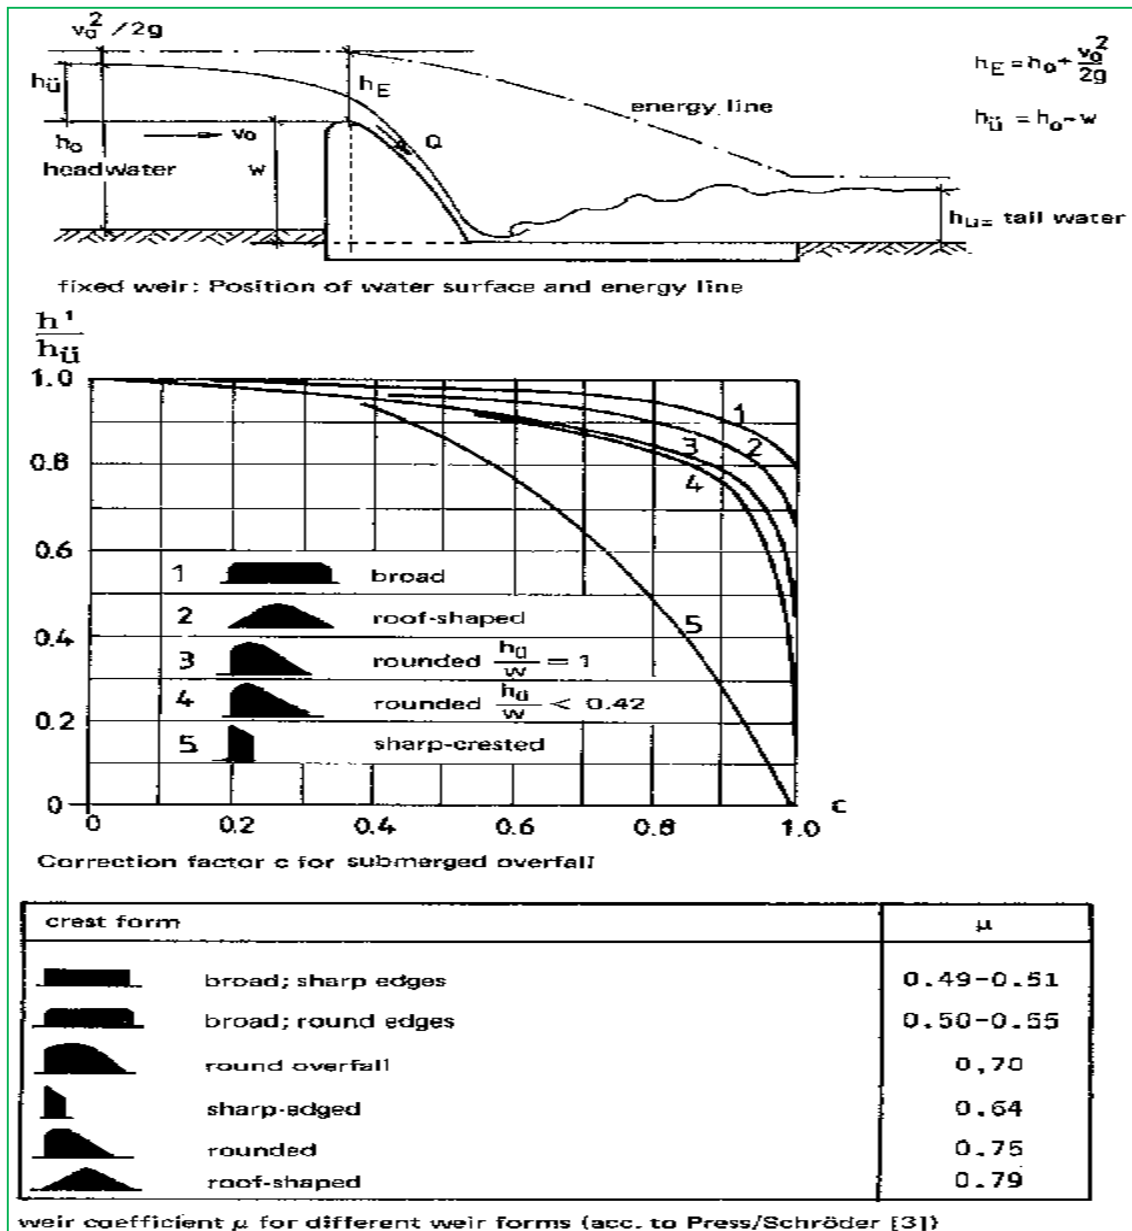 v₀²/2g
hü
hE
energy line
hE = h₀ + v₀²/2g
hü = h₀ - w
h₀
v₀
Q
headwater
w
hu= tail water
fixed weir: Position of water surface and energy line
h'/hü
1.0
0.8
0.6
0.4
0.2
0
1
2
3
4
5
1 broad
2 roof-shaped
3 rounded hü/w = 1
4 rounded hü/w < 0.42
5 sharp-crested
0 0.2 0.4 0.6 0.8 1.0 c
Correction factor c for submerged overfall
crest form μ
broad; sharp edges 0.49-0.51
broad; round edges 0.50-0.55
round overfall 0,70
sharp-edged 0.64
rounded 0.75
roof-shaped 0.79
weir coefficient μ for different weir forms (acc. to Press/Schröder [3])